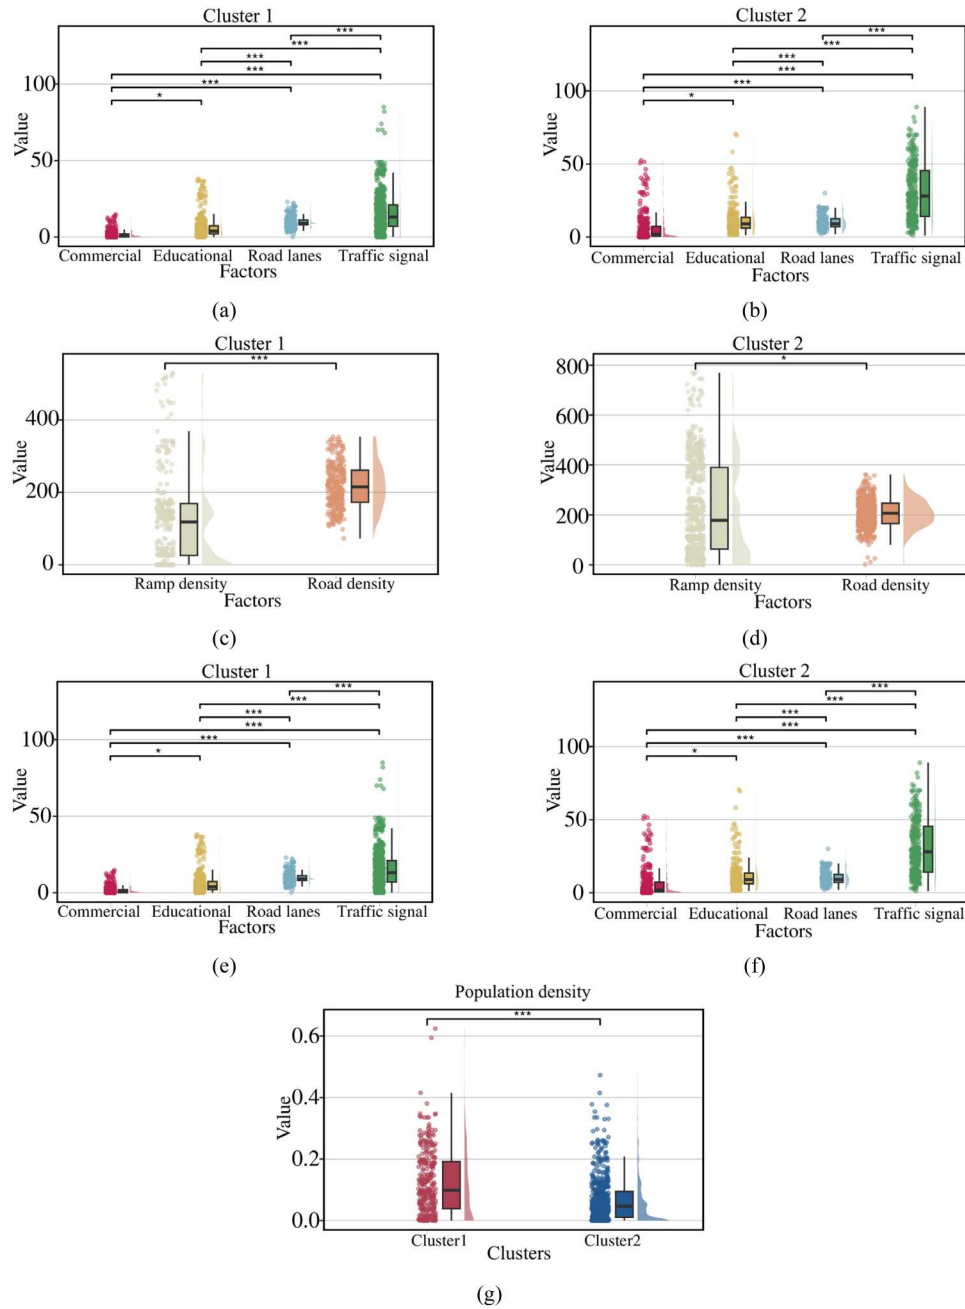 Cluster 1
***
***
***
***
***
*
100
50
0
Value
Commercial Educational Road lanes Traffic signal
Factors
(a)
Cluster 2
***
***
***
***
***
*
100
50
0
Value
Commercial Educational Road lanes Traffic signal
Factors
(b)
Cluster 1
***
400
200
0
Value
Ramp density Road density
Factors
(c)
Cluster 2
*
800
600
400
200
0
Value
Ramp density Road density
Factors
(d)
Cluster 1
***
***
***
***
***
*
100
50
0
Value
Commercial Educational Road lanes Traffic signal
Factors
(e)
Cluster 2
***
***
***
***
***
*
100
50
0
Value
Commercial Educational Road lanes Traffic signal
Factors
(f)
Population density
***
0.6
0.4
0.2
0.0
Value
Cluster1 Cluster2
Clusters
(g)